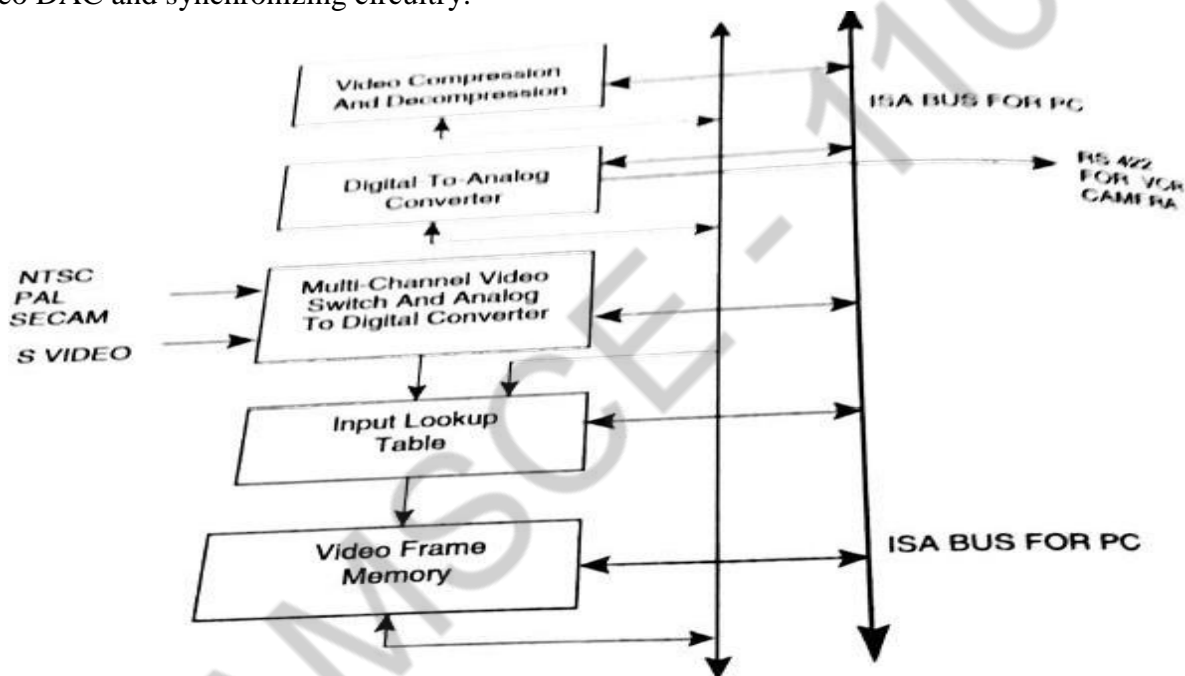 eo DAC and synchronizing circuitry.
Video Compression
And Decompression
ISA BUS FOR PC
Digital-To-Analog
Converter
RS 422
FOR VCR
CAMERA
NTSC
PAL
SECAM
S VIDEO
Multi-Channel Video
Switch And Analog
To Digital Converter
Input Lookup
Table
Video Frame
Memory
ISA BUS FOR PC
AMSCE - 110